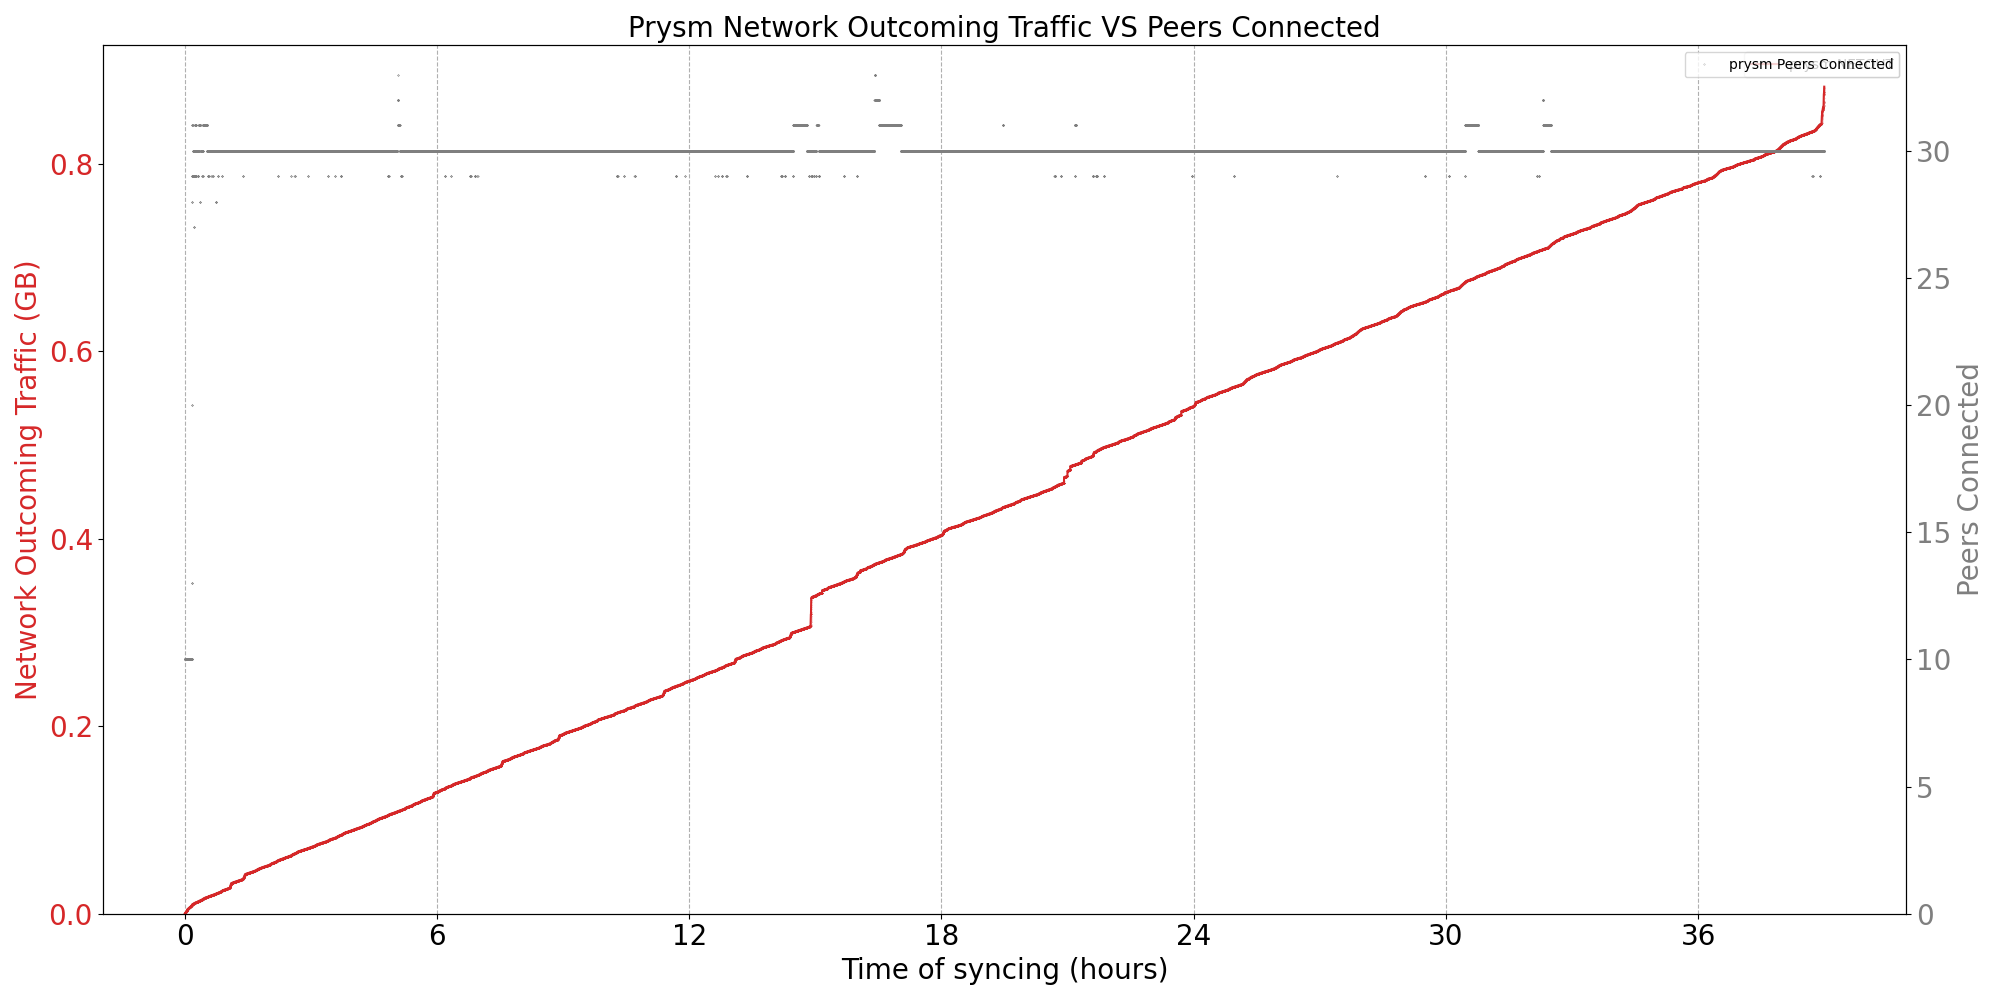 Prysm Network Outcoming Traffic VS Peers Connected
prysm Peers Connected
Network Outcoming Traffic (GB)
0.8
0.6
0.4
0.2
0.0
30
25
20
15
10
5
0
Peers Connected
0 6 12 18 24 30 36
Time of syncing (hours)